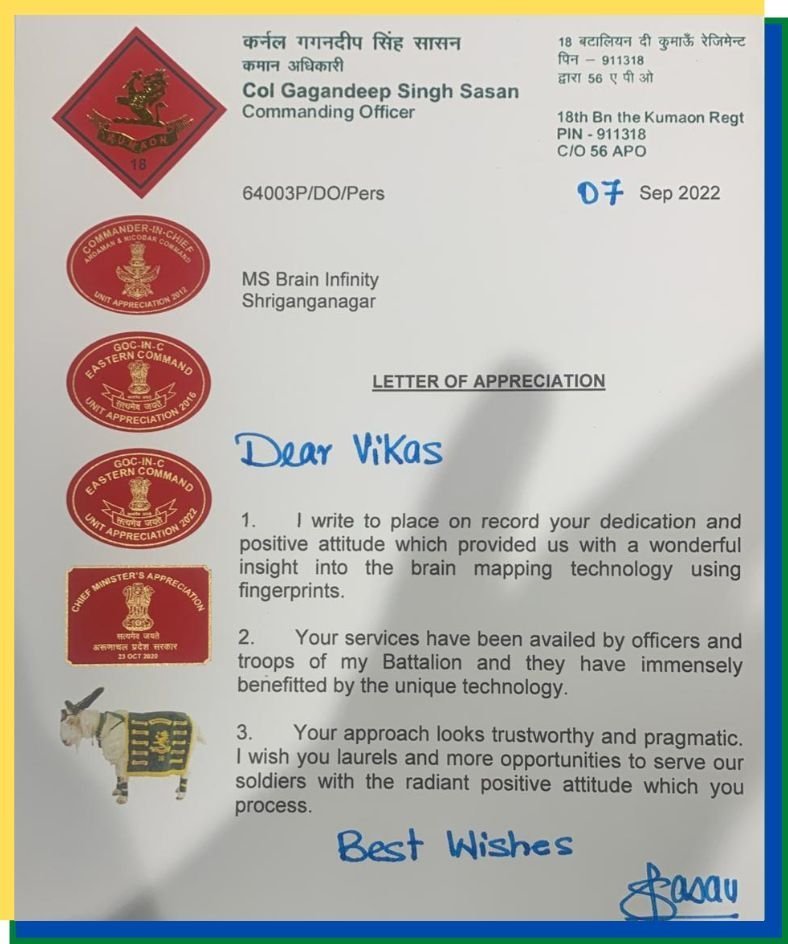 कर्नल गगनदीप सिंह सासन
कमान अधिकारी
Col Gagandeep Singh Sasan
Commanding Officer
18 बटालियन दी कुमाऊँ रेजिमेन्ट
पिन – 911318
द्वारा 56 ए पी ओ
18th Bn the Kumaon Regt
PIN - 911318
C/O 56 APO
KUMAON
18
64003P/DO/Pers
07 Sep 2022
COMMANDER-IN-CHIEF
ANDAMAN & NICOBAR COMMAND
UNIT APPRECIATION 2012
MS Brain Infinity
Shriganganagar
GOC-IN-C
EASTERN COMMAND
सत्यमेव जयते
UNIT APPRECIATION 2016
LETTER OF APPRECIATION
Dear Vikas
GOC-IN-C
EASTERN COMMAND
सत्यमेव जयते
UNIT APPRECIATION 2022
1. I write to place on record your dedication and
positive attitude which provided us with a wonderful
insight into the brain mapping technology using
fingerprints.
CHIEF MINISTER'S APPRECIATION
सत्यमेव जयते
अरूणाचल प्रदेश सरकार
23 OCT 2020
2. Your services have been availed by officers and
troops of my Battalion and they have immensely
benefitted by the unique technology.
3. Your approach looks trustworthy and pragmatic.
I wish you laurels and more opportunities to serve our
soldiers with the radiant positive attitude which you
process.
Best Wishes
Sasan